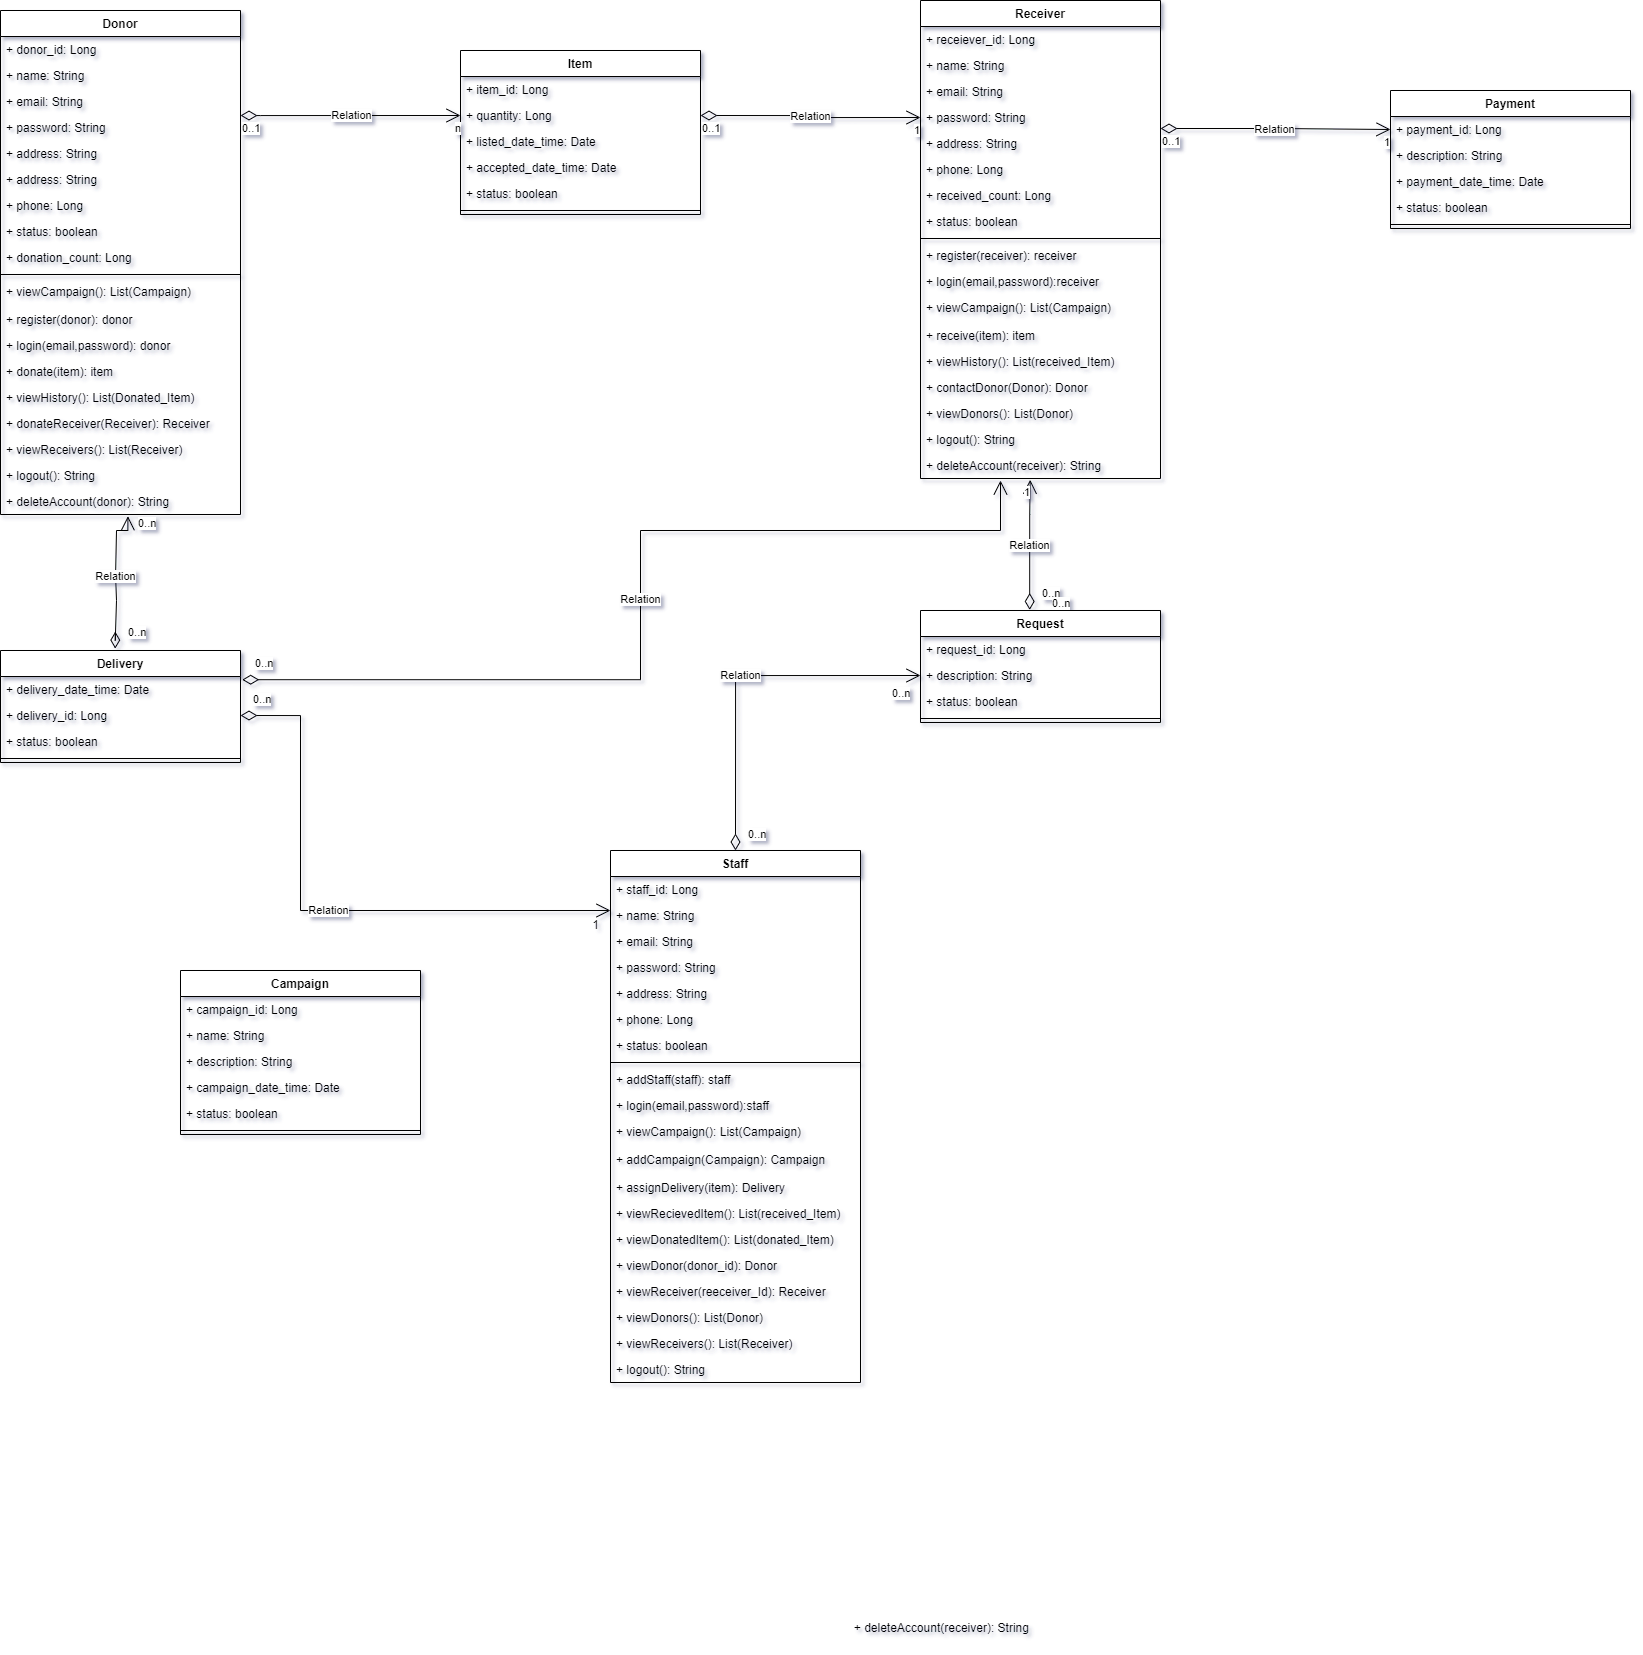 Donor
+ donor_id: Long
+ name: String
+ email: String
+ password: String
+ address: String
+ address: String
+ phone: Long
+ status: boolean
+ donation_count: Long
+ viewCampaign(): List(Campaign)
+ register(donor): donor
+ login(email,password): donor
+ donate(item): item
+ viewHistory(): List(Donated_Item)
+ donateReceiver(Receiver): Receiver
+ viewReceivers(): List(Receiver)
+ logout(): String
+ deleteAccount(donor): String
0..1
Relation
n
Item
+ item_id: Long
+ quantity: Long
+ listed_date_time: Date
+ accepted_date_time: Date
+ status: boolean
0..1
Relation
1
Receiver
+ receiever_id: Long
+ name: String
+ email: String
+ password: String
+ address: String
+ phone: Long
+ received_count: Long
+ status: boolean
+ register(receiver): receiver
+ login(email,password):receiver
+ viewCampaign(): List(Campaign)
+ receive(item): item
+ viewHistory(): List(received_Item)
+ contactDonor(Donor): Donor
+ viewDonors(): List(Donor)
+ logout(): String
+ deleteAccount(receiver): String
0..1
Relation
1
Payment
+ payment_id: Long
+ description: String
+ payment_date_time: Date
+ status: boolean
0..n
Relation
0..n
Delivery
+ delivery_date_time: Date
+ delivery_id: Long
+ status: boolean
0..n
Relation
0..n
Relation
1
1
Relation
0..n
0..n
Request
+ request_id: Long
+ description: String
+ status: boolean
Relation
0..n
0..n
Staff
+ staff_id: Long
+ name: String
+ email: String
+ password: String
+ address: String
+ phone: Long
+ status: boolean
+ addStaff(staff): staff
+ login(email,password):staff
+ viewCampaign(): List(Campaign)
+ addCampaign(Campaign): Campaign
+ assignDelivery(item): Delivery
+ viewRecievedItem(): List(received_Item)
+ viewDonatedItem(): List(donated_Item)
+ viewDonor(donor_id): Donor
+ viewReceiver(reeceiver_Id): Receiver
+ viewDonors(): List(Donor)
+ viewReceivers(): List(Receiver)
+ logout(): String
Campaign
+ campaign_id: Long
+ name: String
+ description: String
+ campaign_date_time: Date
+ status: boolean
+ deleteAccount(receiver): String